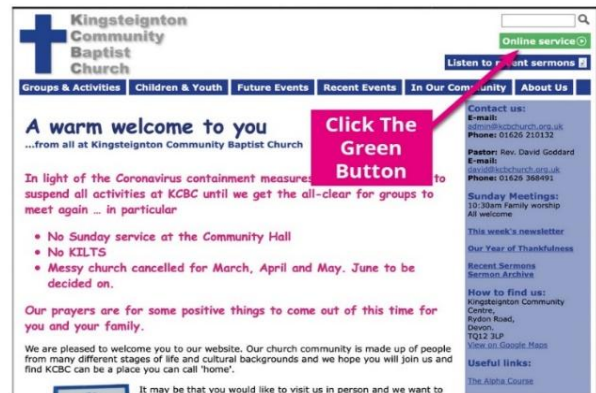 Kingsteignton
Community
Baptist
Church
Online service
Listen to recent sermons
Groups & Activities Children & Youth Future Events Recent Events In Our Community About Us
A warm welcome to you
...from all at Kingsteignton Community Baptist Church
Click The
Green
Button
In light of the Coronavirus containment measures to
suspend all activities at KCBC until we get the all-clear for groups to
meet again … in particular
• No Sunday service at the Community Hall
• No KILTS
• Messy church cancelled for March, April and May. June to be
decided on.
Our prayers are for some positive things to come out of this time for
you and your family.
We are pleased to welcome you to our website. Our church community is made up of people
from many different stages of life and cultural backgrounds and we hope you will join us and
find KCBC can be a place you can call 'home'.
It may be that you would like to visit us in person and we want to
Contact us:
E-mail:
admin@kcbchurch.org.uk
Phone: 01626 210132
Pastor: Rev. David Goddard
E-mail:
david@kcbchurch.org.uk
Phone: 01626 368491
Sunday Meetings:
10:30am Family worship
All welcome
This week's newsletter
Our Year of Thankfulness
Recent Sermons
Sermon Archive
How to find us:
Kingsteignton Community
Centre,
Rydon Road,
Devon.
TQ12 3LP
View on Google Maps
Useful links:
The Alpha Course